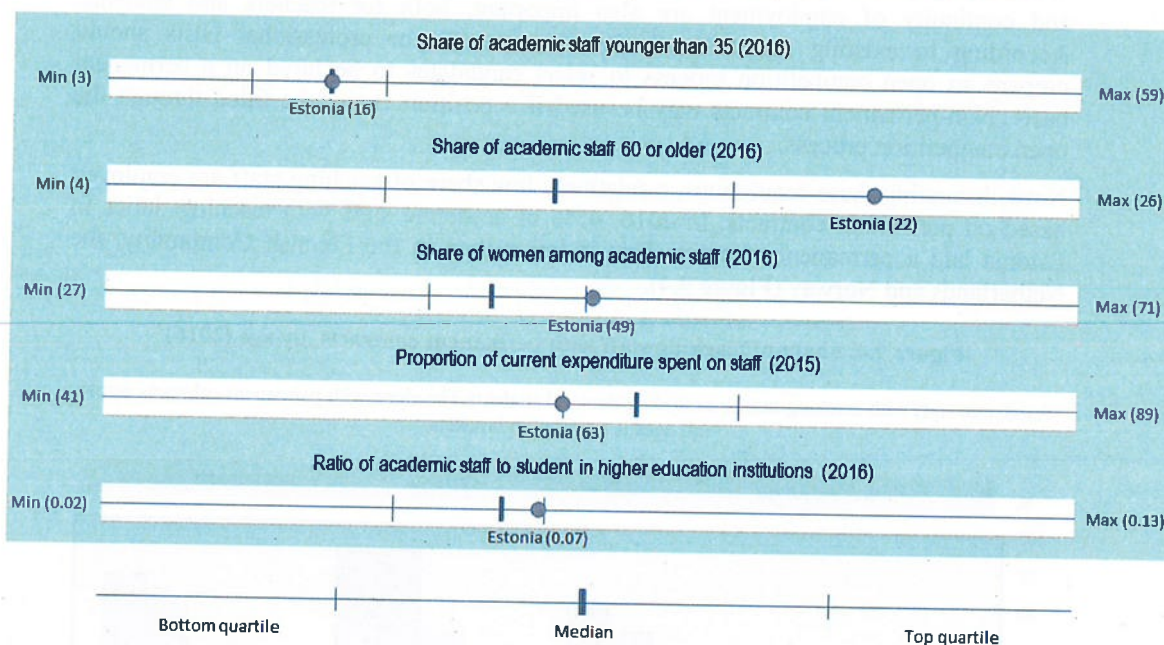 Share of academic staff younger than 35 (2016)
Min (3)
Max (59)
Estonia (16)
Share of academic staff 60 or older (2016)
Min (4)
Max (26)
Estonia (22)
Share of women among academic staff (2016)
Min (27)
Max (71)
Estonia (49)
Proportion of current expenditure spent on staff (2015)
Min (41)
Max (89)
Estonia (63)
Ratio of academic staff to student in higher education institutions (2016)
Min (0.02)
Max (0.13)
Estonia (0.07)
Bottom quartile
Median
Top quartile